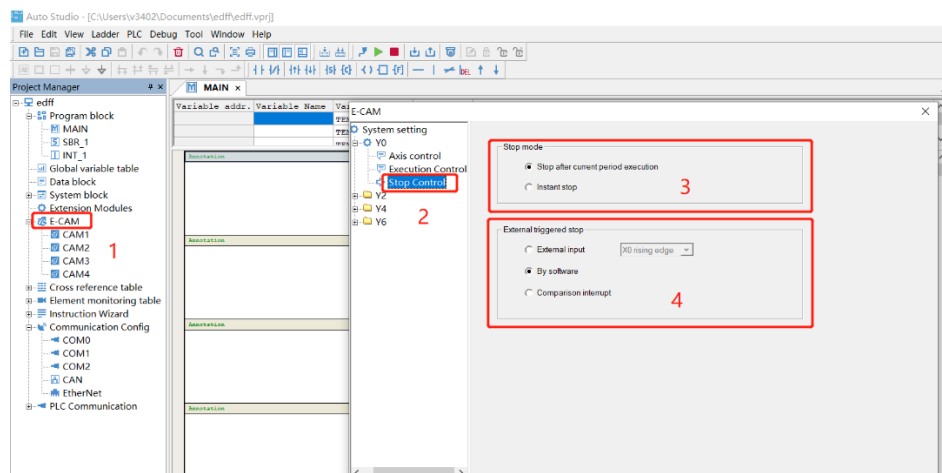 Auto Studio - [C:\Users\v3402\Documents\edff\edff.vprj]
File Edit View Ladder PLC Debug Tool Window Help
Project Manager
MAIN
edff
Program block
MAIN
SBR_1
INT_1
Global variable table
Data block
System block
Extension Modules
E-CAM
1
CAM1
CAM2
CAM3
CAM4
Cross reference table
Element monitoring table
Instruction Wizard
Communication Config
COM0
COM1
COM2
CAN
EtherNet
PLC Communication
Variable addr. Variable Name
Annotation
Annotation
Annotation
Annotation
E-CAM
System setting
Y0
Axis control
Execution Control
Stop Control
Y2
Y4
Y6
2
Stop mode
Stop after current period execution
Instant stop
3
External triggered stop
External input X0 rising edge
By software
Comparison interrupt
4